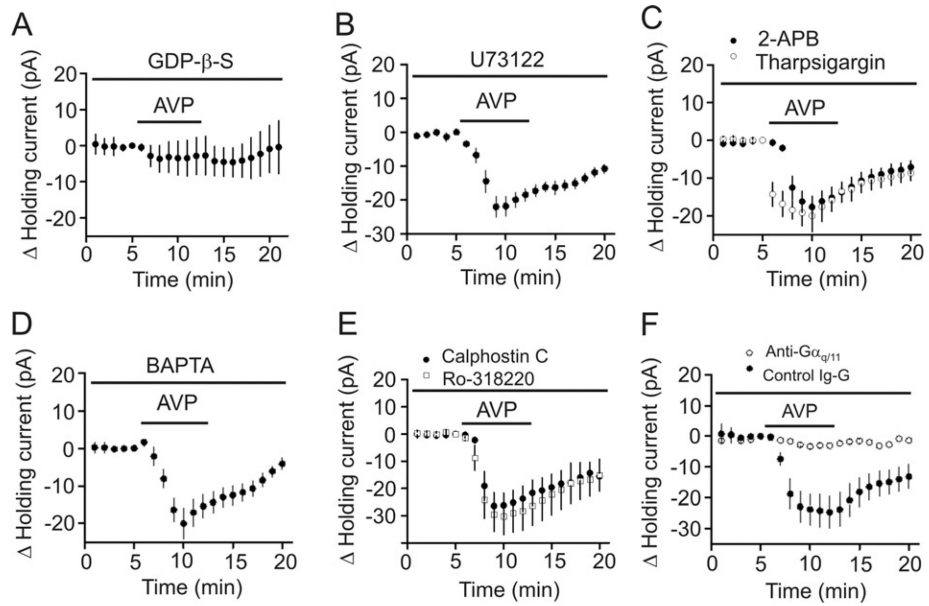 A
GDP-β-S
AVP
Δ Holding current (pA)
20
10
0
-10
-20
0
5
10
15
20
Time (min)
B
U73122
AVP
Δ Holding current (pA)
20
10
0
-10
-20
-30
0
5
10
15
20
Time (min)
C
2-APB
Tharpsigargin
AVP
Δ Holding current (pA)
20
10
0
-10
-20
0
5
10
15
20
Time (min)
D
BAPTA
AVP
Δ Holding current (pA)
20
10
0
-10
-20
0
5
10
15
20
Time (min)
E
Calphostin C
Ro-318220
AVP
Δ Holding current (pA)
20
10
0
-10
-20
-30
0
5
10
15
20
Time (min)
F
Anti-Gαq/11
Control Ig-G
AVP
Δ Holding current (pA)
20
10
0
-10
-20
-30
0
5
10
15
20
Time (min)